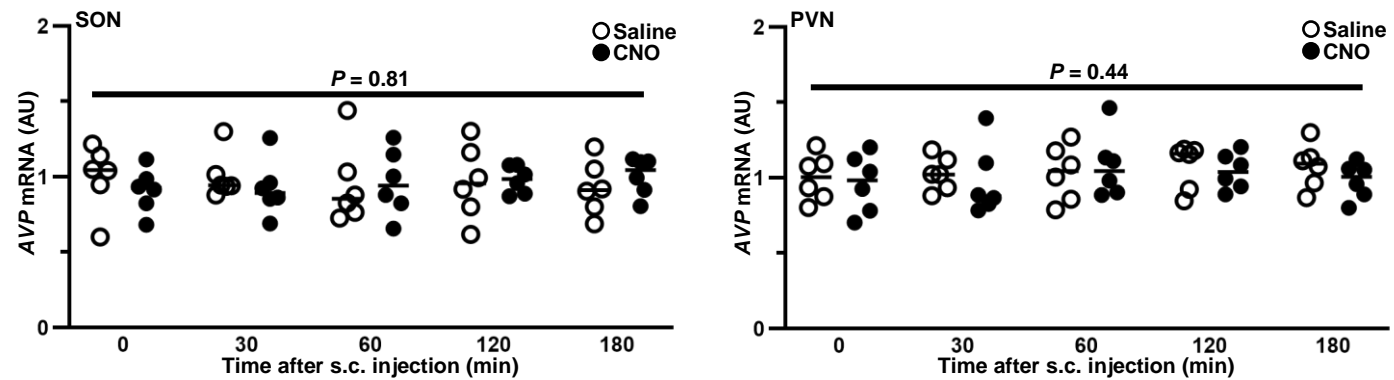 SON
Saline
CNO
P = 0.81
2
1
0
AVP mRNA (AU)
0 30 60 120 180
Time after s.c. injection (min)
PVN
Saline
CNO
P = 0.44
2
1
0
AVP mRNA (AU)
0 30 60 120 180
Time after s.c. injection (min)